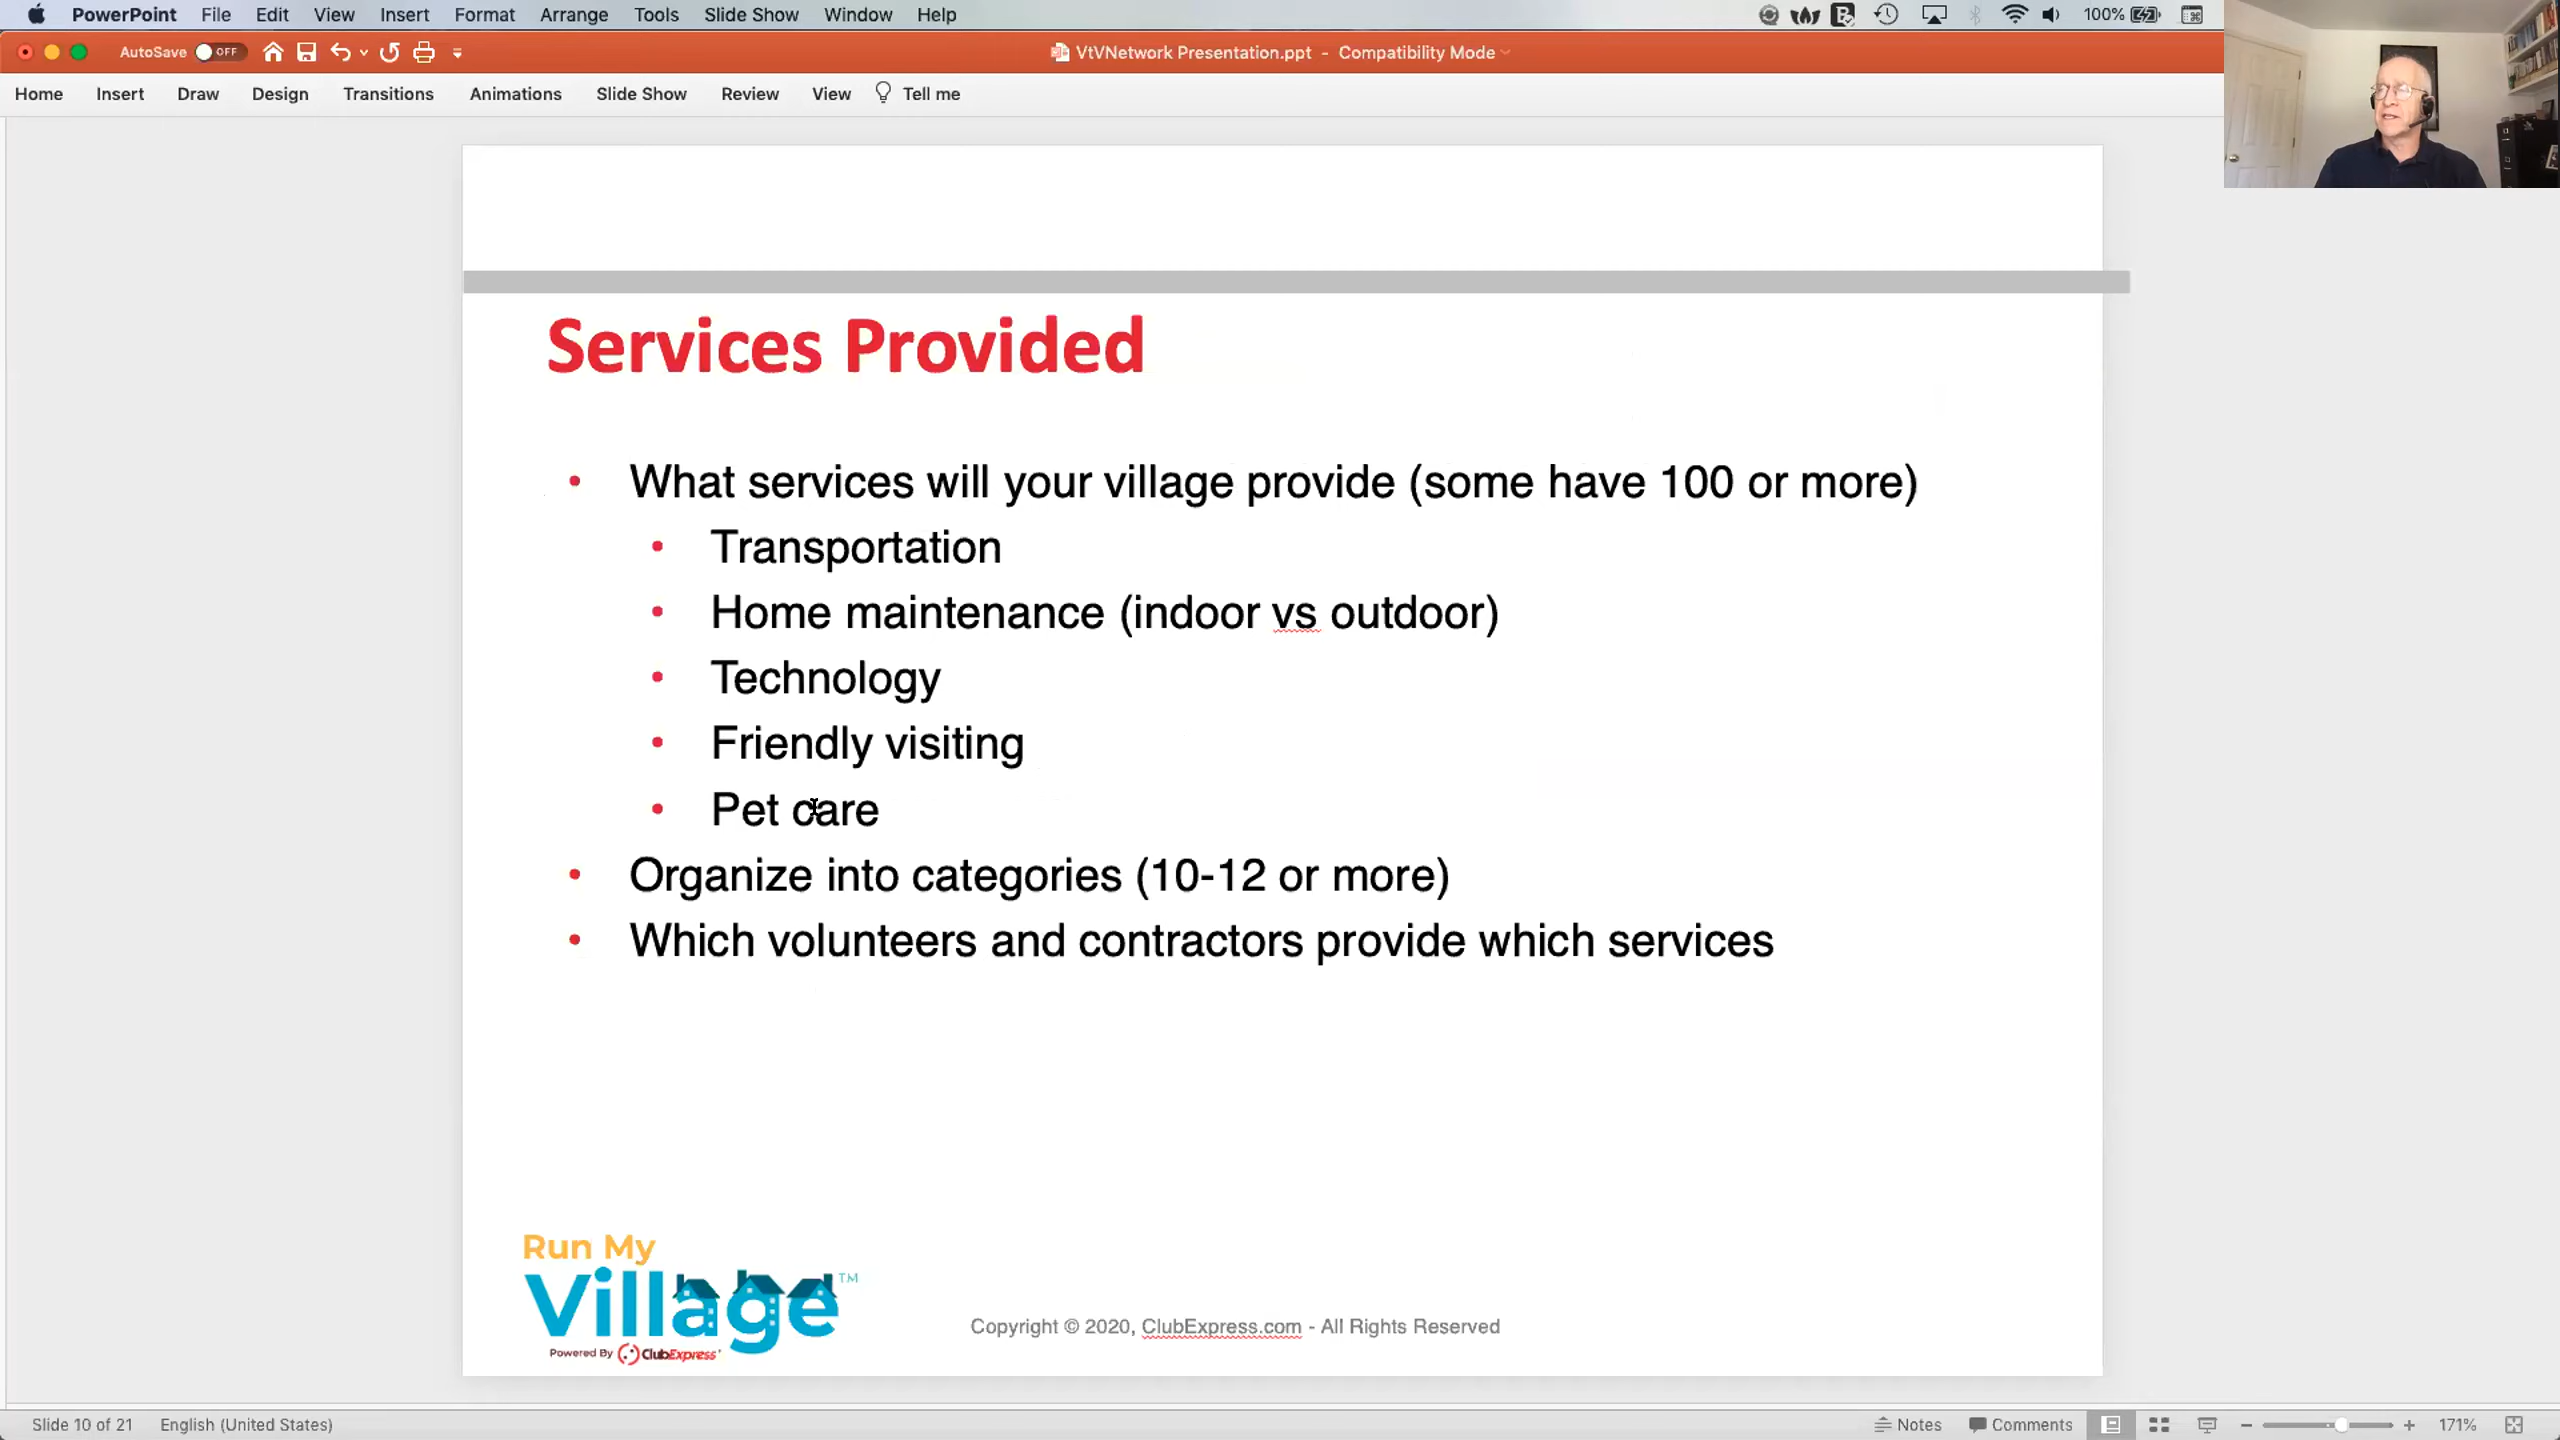 PowerPoint File Edit View Insert Format Arrange Tools Slide Show Window Help 100%
AutoSave OFF VtVNetwork Presentation.ppt - Compatibility Mode
Home Insert Draw Design Transitions Animations Slide Show Review View Tell me
Services Provided
• What services will your village provide (some have 100 or more)
• Transportation
• Home maintenance (indoor vs outdoor)
• Technology
• Friendly visiting
• Pet care
• Organize into categories (10-12 or more)
• Which volunteers and contractors provide which services
Run My
Village™
Powered By ClubExpress
Copyright © 2020, ClubExpress.com - All Rights Reserved
Slide 10 of 21 English (United States) Notes Comments 171%